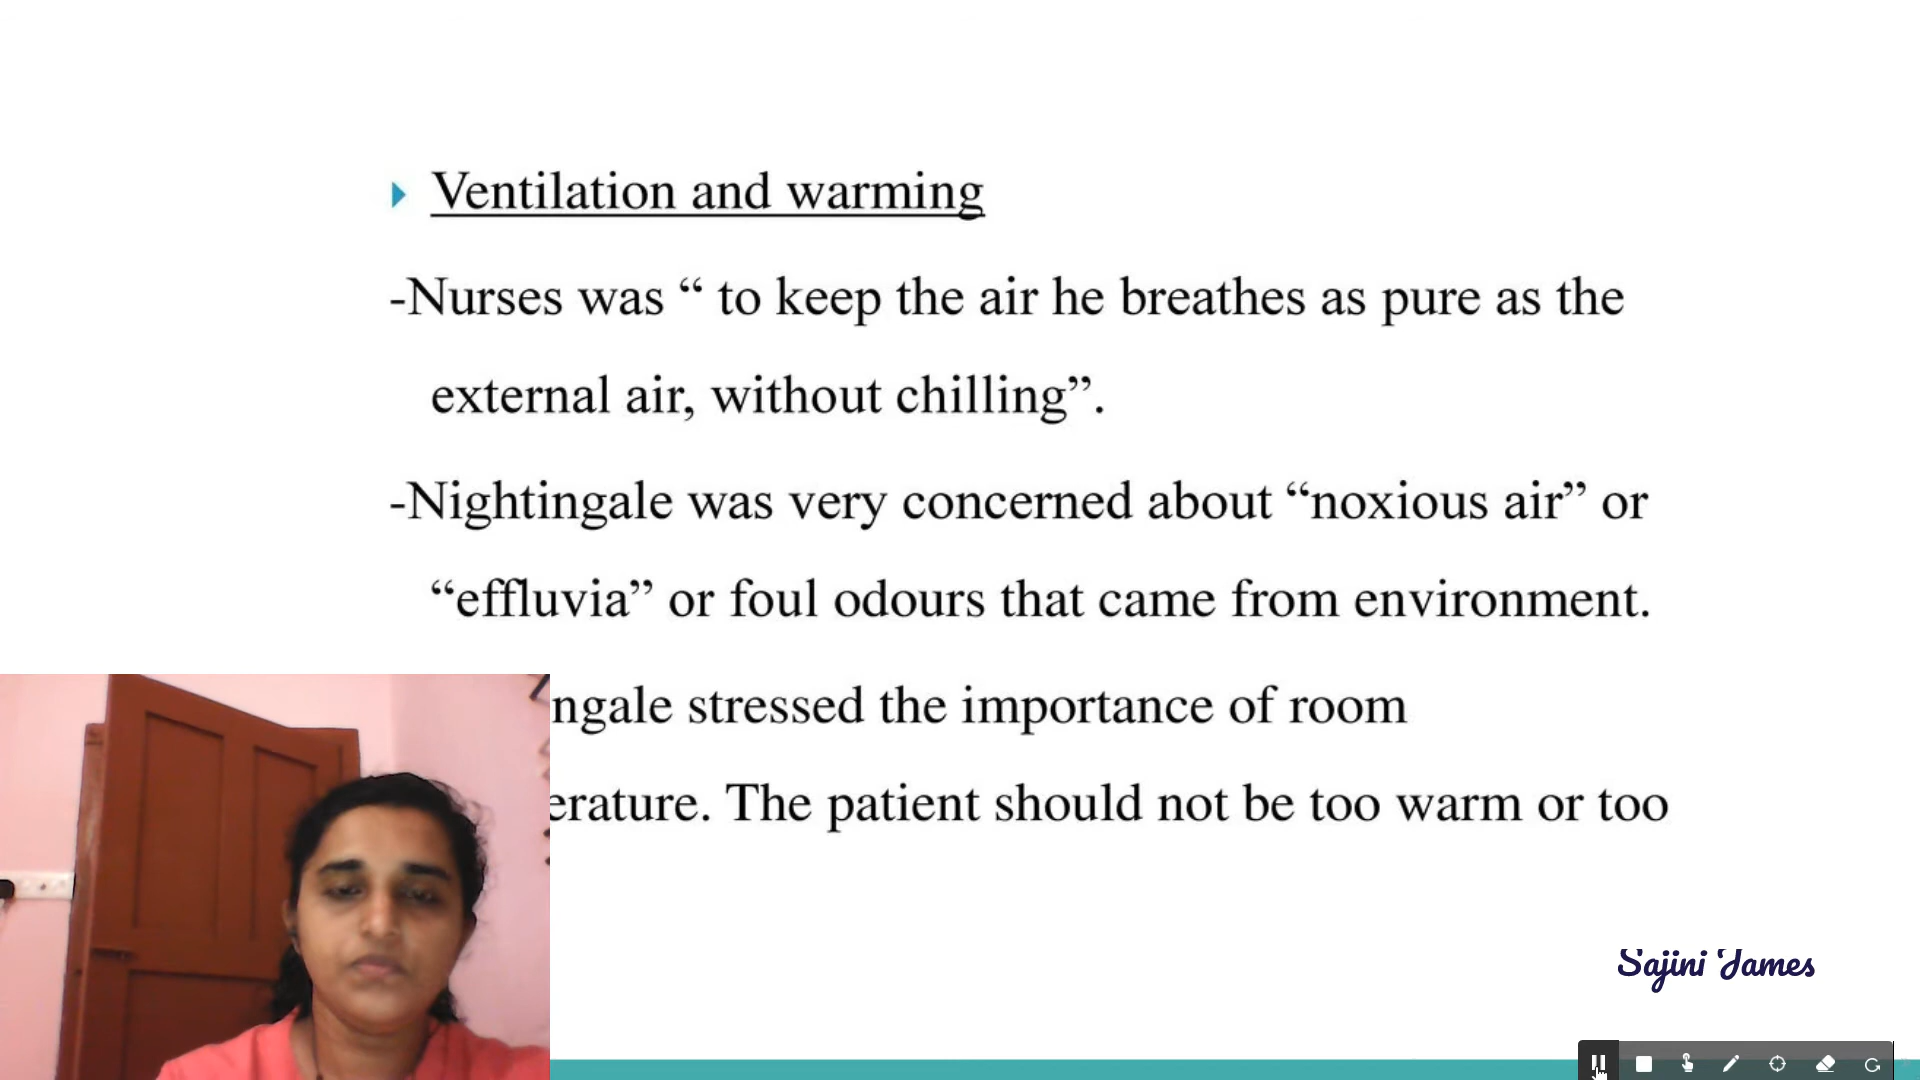 Ventilation and warming
-Nurses was “ to keep the air he breathes as pure as the
external air, without chilling”.
-Nightingale was very concerned about “noxious air” or
“effluvia” or foul odours that came from environment.
ngale stressed the importance of room
erature. The patient should not be too warm or too
Sajini James